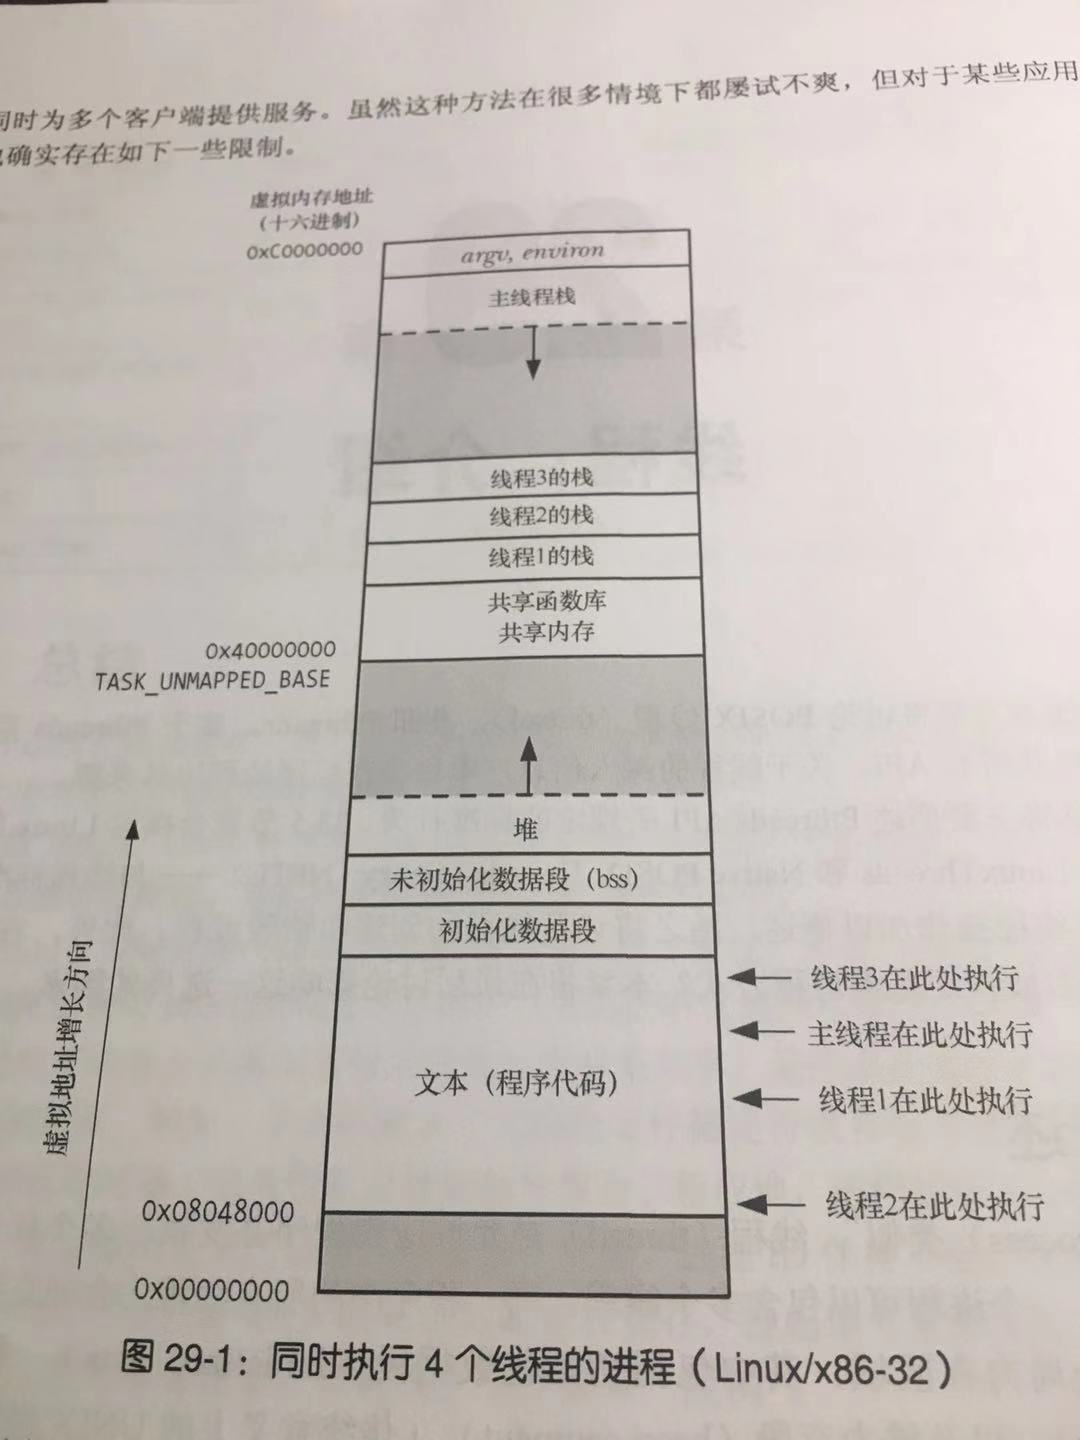 同时为多个客户端提供服务。虽然这种方法在很多情境下都屡试不爽，但对于某些应用
确实存在如下一些限制。
虚拟内存地址
（十六进制）
0xC0000000
argv, environ
主线程栈
线程3的栈
线程2的栈
线程1的栈
共享函数库
共享内存
0x40000000
TASK_UNMAPPED_BASE
堆
未初始化数据段（bss）
初始化数据段
线程3在此处执行
主线程在此处执行
文本（程序代码）
线程1在此处执行
虚拟地址增长方向
线程2在此处执行
0x08048000
0x00000000
图 29-1：同时执行 4 个线程的进程（Linux/x86-32）